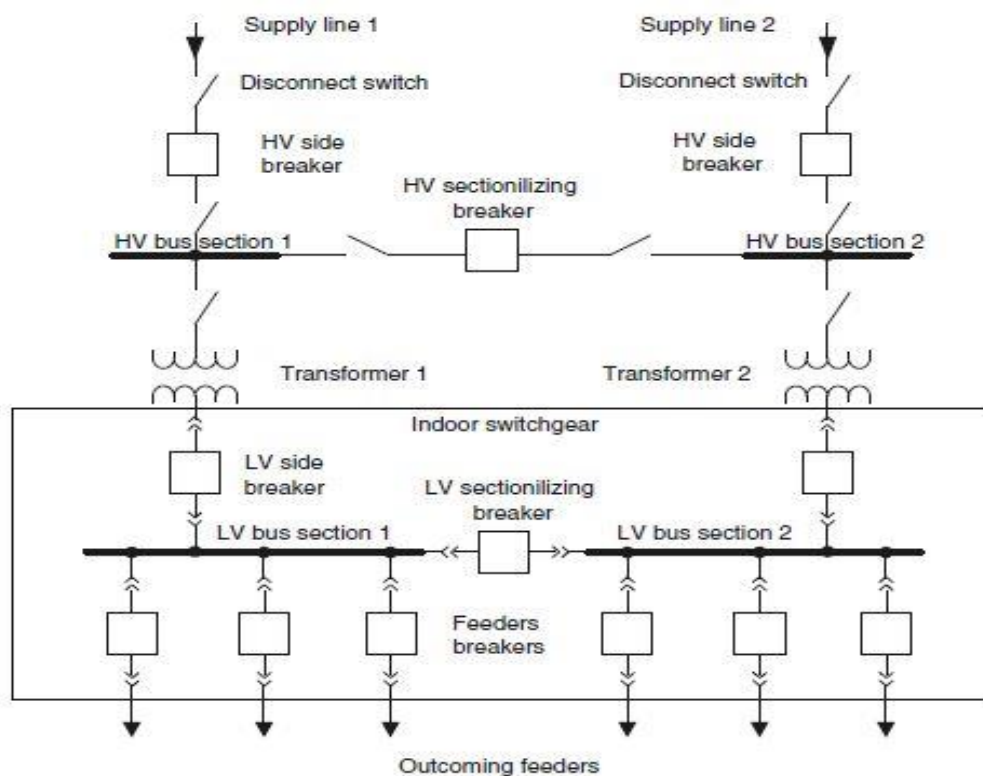 Supply line 1
Supply line 2
Disconnect switch
Disconnect switch
HV side
breaker
HV side
breaker
HV sectionilizing
breaker
HV bus section 1
HV bus section 2
Transformer 1
Transformer 2
Indoor switchgear
LV side
breaker
LV sectionilizing
breaker
LV bus section 1
LV bus section 2
Feeders
breakers
Outcoming feeders